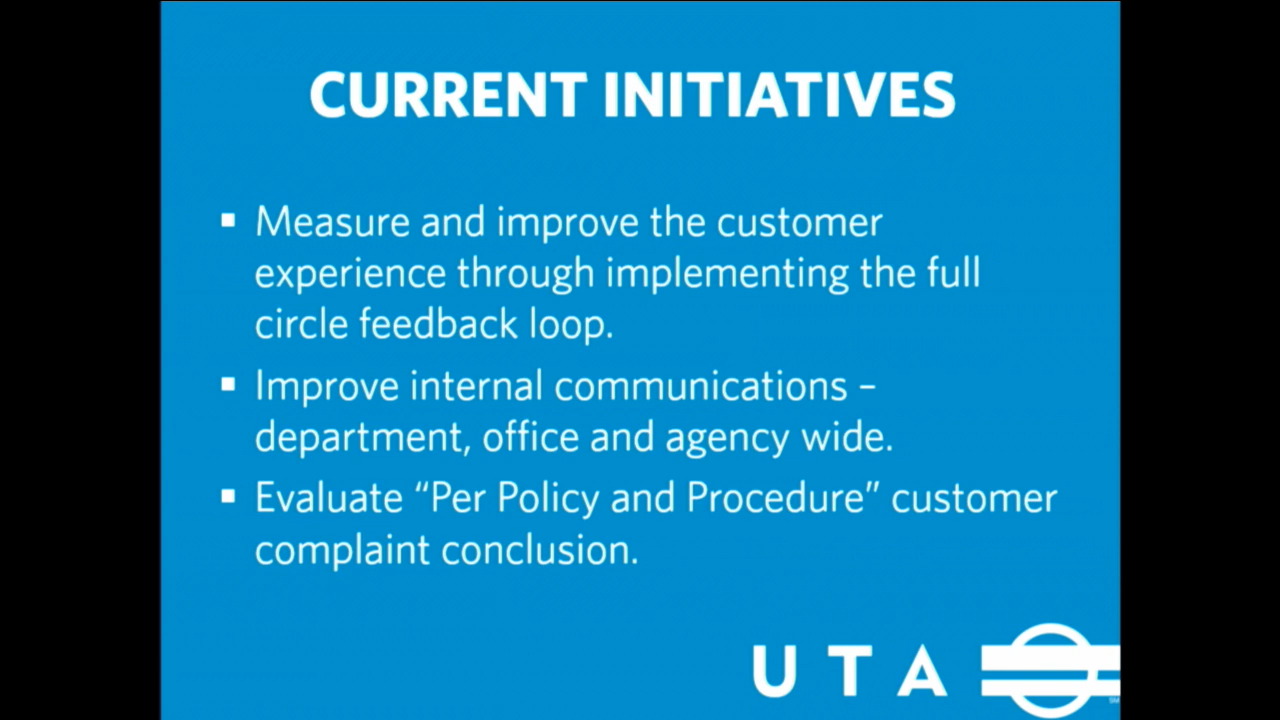 CURRENT INITIATIVES
▪ Measure and improve the customer
experience through implementing the full
circle feedback loop.
▪ Improve internal communications –
department, office and agency wide.
▪ Evaluate “Per Policy and Procedure” customer
complaint conclusion.
U T A
SM